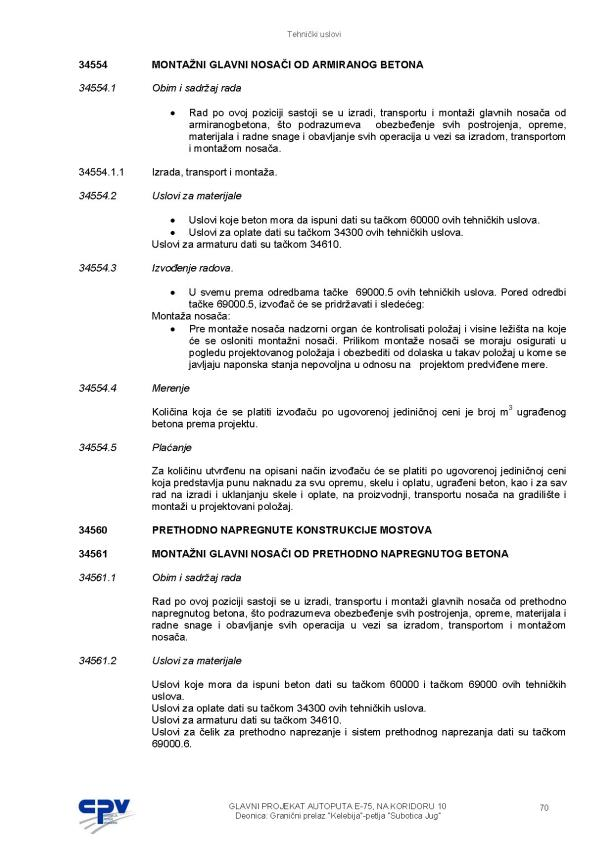 Tehnički uslovi
34554 MONTAŽNI GLAVNI NOSAČI OD ARMIRANOG BETONA
34554.1 Obim i sadržaj rada
• Rad po ovoj poziciji sastoji se u izradi, transportu i montaži glavnih nosača od
armiranogbetona, što podrazumeva obezbeđenje svih postrojenja, opreme,
materijala i radne snage i obavljanje svih operacija u vezi sa izradom, transportom
i montažom nosača.
34554.1.1 Izrada, transport i montaža.
34554.2 Uslovi za materijale
• Uslovi koje beton mora da ispuni dati su tačkom 60000 ovih tehničkih uslova.
• Uslovi za oplate dati su tačkom 34300 ovih tehničkih uslova.
Uslovi za armaturu dati su tačkom 34610.
34554.3 Izvođenje radova.
• U svemu prema odredbama tačke 69000.5 ovih tehničkih uslova. Pored odredbi
tačke 69000.5, izvođač će se pridržavati i sledećeg:
Montaža nosača:
• Pre montaže nosača nadzorni organ će kontrolisati položaj i visine ležišta na koje
će se osloniti montažni nosači. Prilikom montaže nosači se moraju osigurati u
pogledu projektovanog položaja i obezbediti od dolaska u takav položaj u kome se
javljaju naponska stanja nepovoljna u odnosu na projektom predviđene mere.
34554.4 Merenje
Količina koja će se platiti izvođaču po ugovorenoj jediničnoj ceni je broj m³ ugrađenog
betona prema projektu.
34554.5 Plaćanje
Za količinu utvrđenu na opisani način izvođaču će se platiti po ugovorenoj jediničnoj ceni
koja predstavlja punu naknadu za svu opremu, skelu i oplatu, ugrađeni beton, kao i za sav
rad na izradi i uklanjanju skele i oplate, na proizvodnji, transportu nosača na gradilište i
montaži u projektovani položaj.
34560 PRETHODNO NAPREGNUTE KONSTRUKCIJE MOSTOVA
34561 MONTAŽNI GLAVNI NOSAČI OD PRETHODNO NAPREGNUTOG BETONA
34561.1 Obim i sadržaj rada
Rad po ovoj poziciji sastoji se u izradi, transportu i montaži glavnih nosača od prethodno
napregnutog betona, što podrazumeva obezbeđenje svih postrojenja, opreme, materijala i
radne snage i obavljanje svih operacija u vezi sa izradom, transportom i montažom
nosača.
34561.2 Uslovi za materijale
Uslovi koje mora da ispuni beton dati su tačkom 60000 i tačkom 69000 ovih tehničkih
uslova.
Uslovi za oplate dati su tačkom 34300 ovih tehničkih uslova.
Uslovi za armaturu dati su tačkom 34610.
Uslovi za čelik za prethodno naprezanje i sistem prethodnog naprezanja dati su tačkom
69000.6.
CPV
GLAVNI PROJEKAT AUTOPUTA E-75, NA KORIDORU 10
Deonica: Granični prelaz "Kelebija"-petlja "Subotica Jug"
70